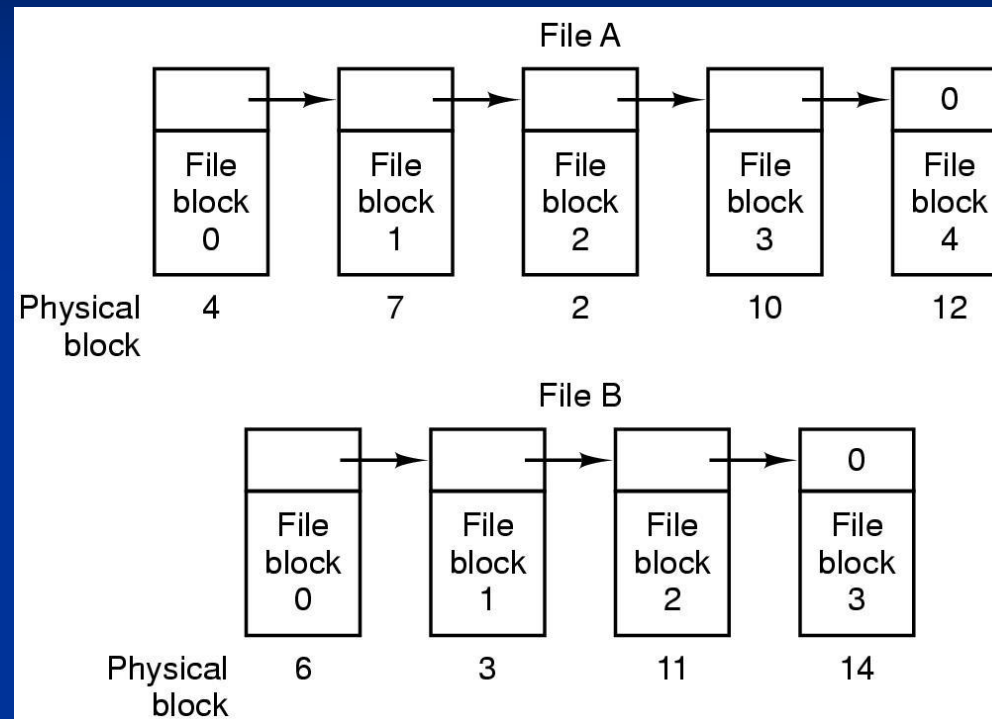 File A
0
File block 0
File block 1
File block 2
File block 3
File block 4
Physical block
4 7 2 10 12
File B
0
File block 0
File block 1
File block 2
File block 3
Physical block
6 3 11 14